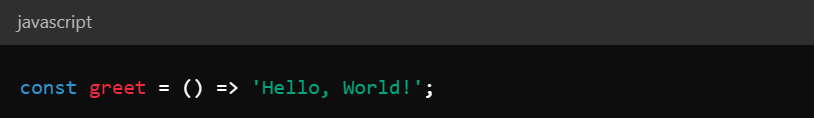 javascript
const greet = () => 'Hello, World!';